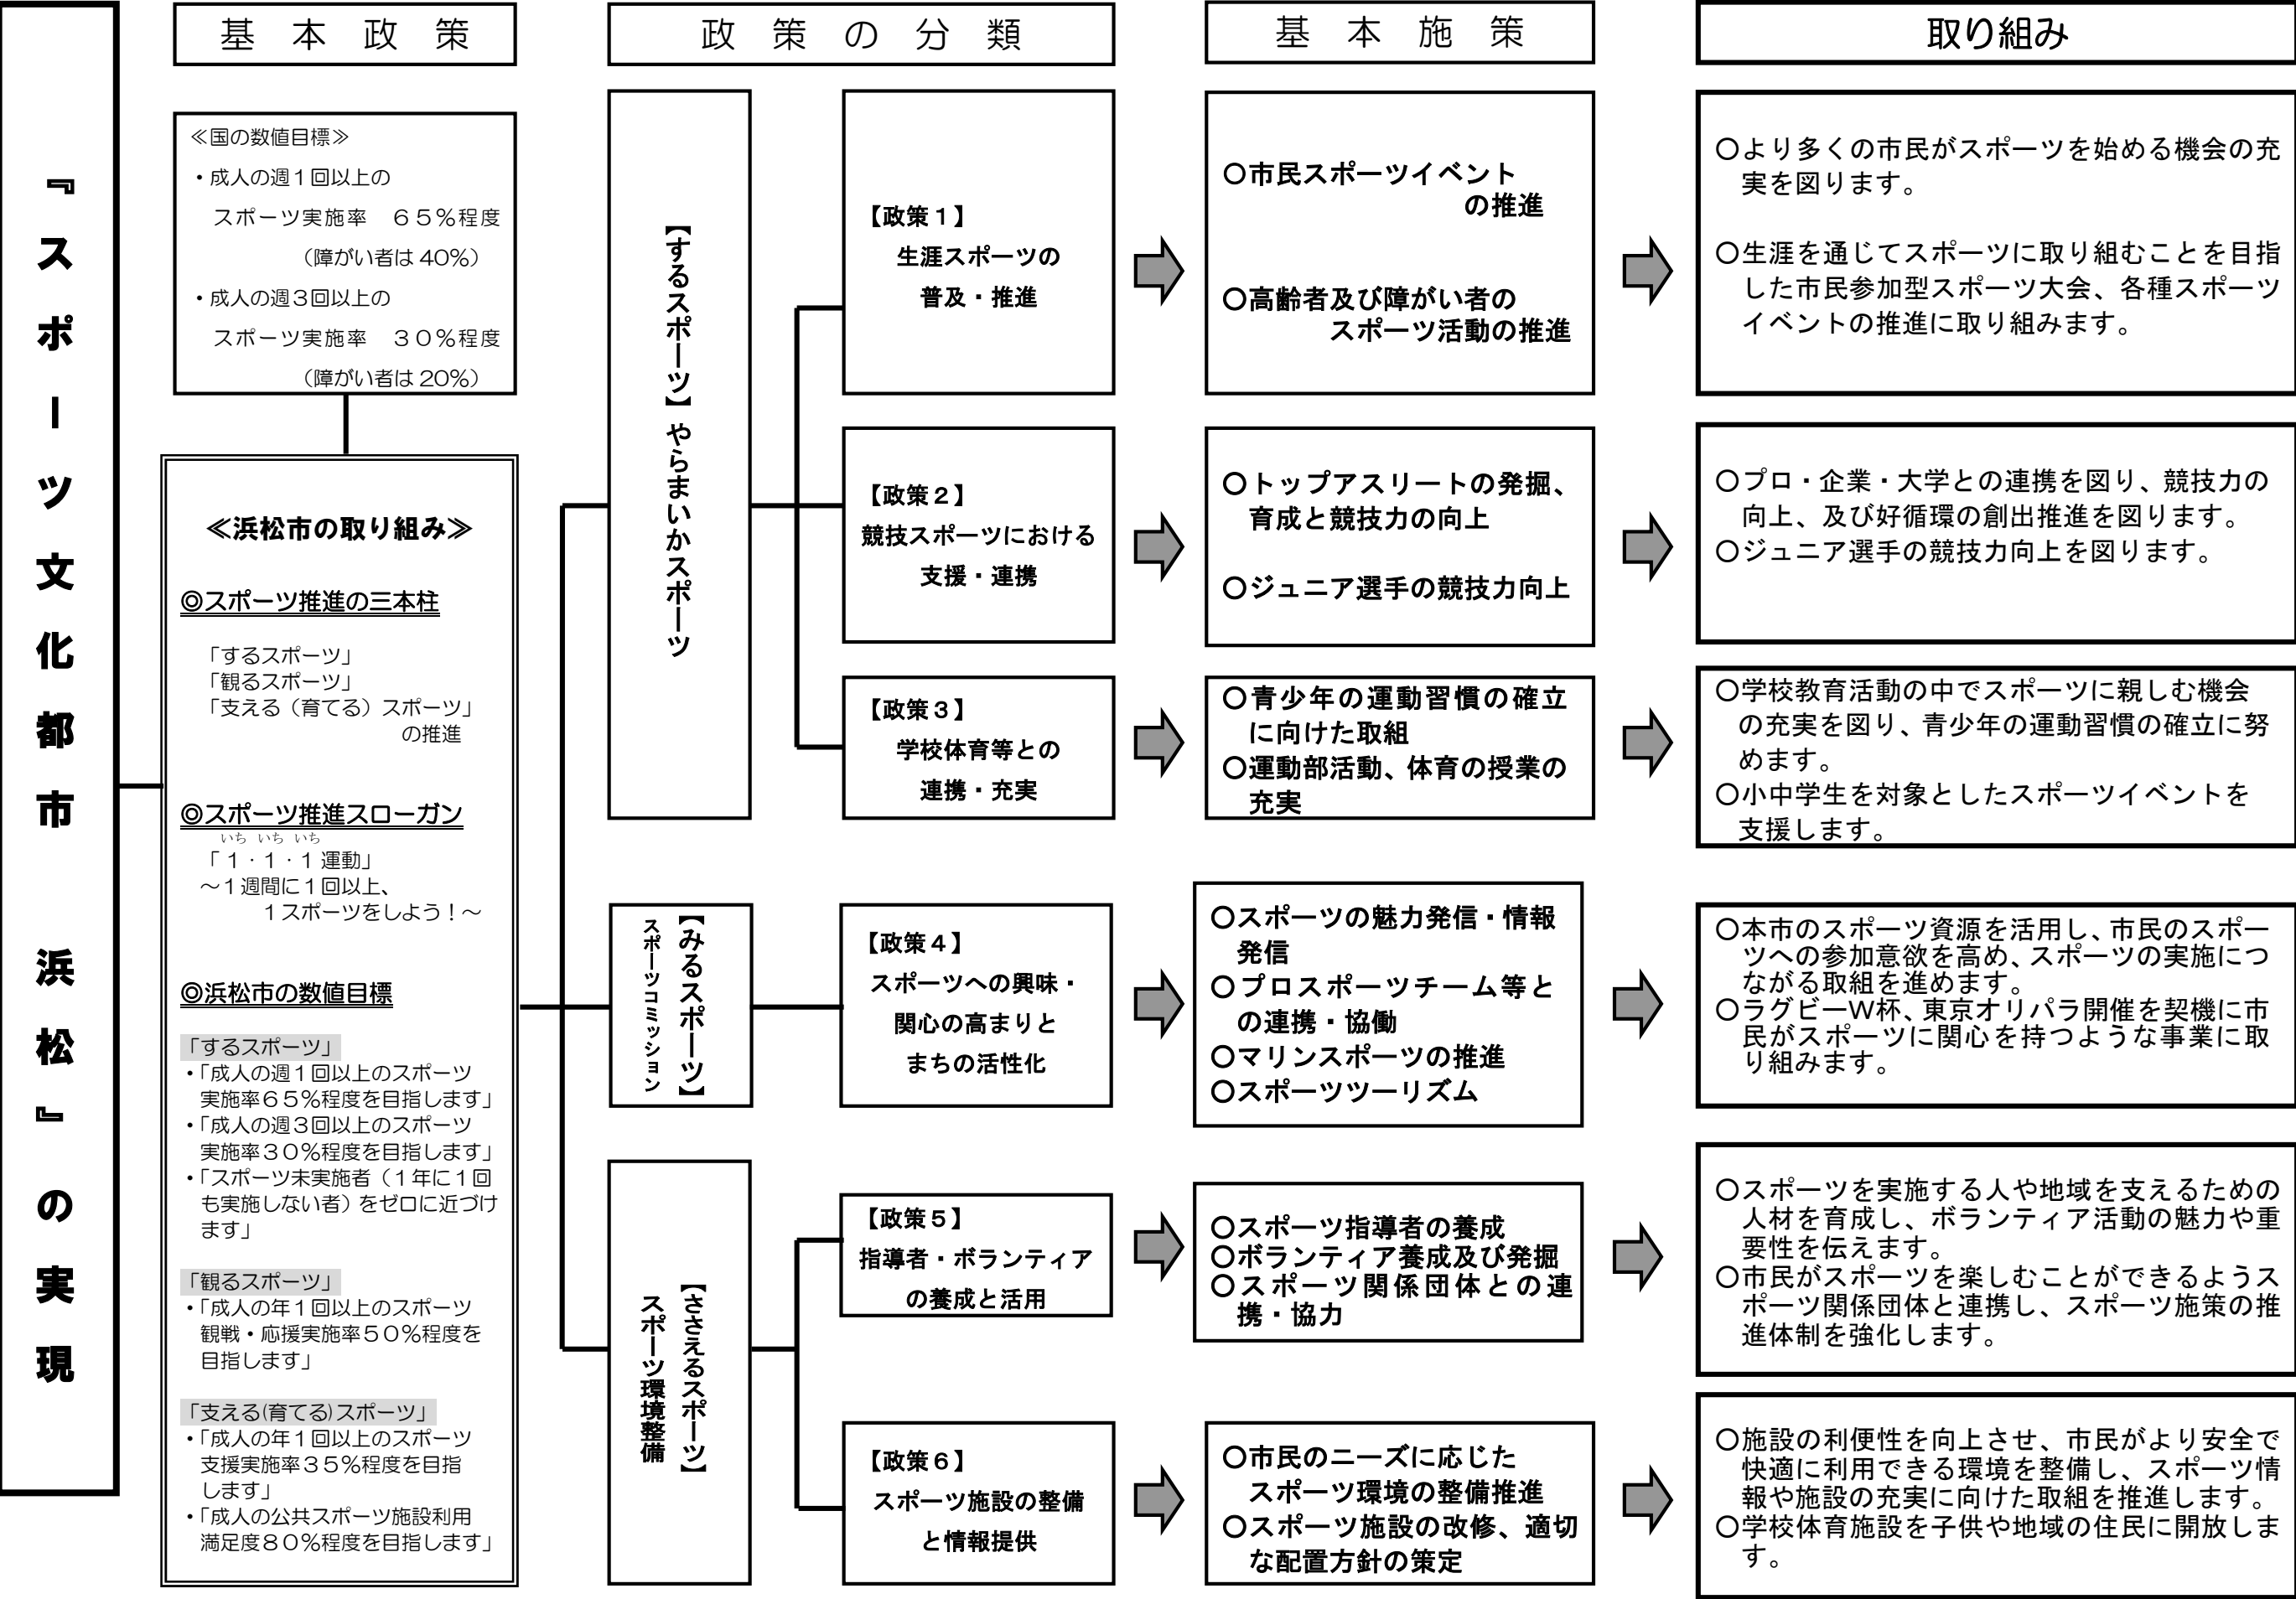 『スポーツ文化都市 浜松』の実現
基本政策
≪国の数値目標≫
・成人の週１回以上の
スポーツ実施率 ６５％程度
（障がい者は 40％）
・成人の週３回以上の
スポーツ実施率 ３０％程度
（障がい者は 20％）
≪浜松市の取り組み≫
◎スポーツ推進の三本柱
「するスポーツ」
「観るスポーツ」
「支える（育てる）スポーツ」
の推進
◎スポーツ推進スローガン
いち いち いち
「１・１・１運動」
～１週間に１回以上、
１スポーツをしよう！～
◎浜松市の数値目標
「するスポーツ」
・「成人の週１回以上のスポーツ
実施率６５％程度を目指します」
・「成人の週３回以上のスポーツ
実施率３０％程度を目指します」
・「スポーツ未実施者（１年に１回
も実施しない者）をゼロに近づけ
ます」
「観るスポーツ」
・「成人の年１回以上のスポーツ
観戦・応援実施率５０％程度を
目指します」
「支える(育てる)スポーツ」
・「成人の年１回以上のスポーツ
支援実施率３５％程度を目指
します」
・「成人の公共スポーツ施設利用
満足度８０％程度を目指します」
政策の分類
【するスポーツ】やらまいかスポーツ
【政策１】
生涯スポーツの
普及・推進
【政策２】
競技スポーツにおける
支援・連携
【政策３】
学校体育等との
連携・充実
【みるスポーツ】
スポーツコミッション
【政策４】
スポーツへの興味・
関心の高まりと
まちの活性化
【ささえるスポーツ】
スポーツ環境整備
【政策５】
指導者・ボランティア
の養成と活用
【政策６】
スポーツ施設の整備
と情報提供
基本施策
○市民スポーツイベント
の推進
○高齢者及び障がい者の
スポーツ活動の推進
○トップアスリートの発掘、
育成と競技力の向上
○ジュニア選手の競技力向上
○青少年の運動習慣の確立
に向けた取組
○運動部活動、体育の授業の
充実
○スポーツの魅力発信・情報
発信
○プロスポーツチーム等と
の連携・協働
○マリンスポーツの推進
○スポーツツーリズム
○スポーツ指導者の養成
○ボランティア養成及び発掘
○スポーツ関係団体との連
携・協力
○市民のニーズに応じた
スポーツ環境の整備推進
○スポーツ施設の改修、適切
な配置方針の策定
取り組み
○より多くの市民がスポーツを始める機会の充
実を図ります。
○生涯を通じてスポーツに取り組むことを目指
した市民参加型スポーツ大会、各種スポーツ
イベントの推進に取り組みます。
○プロ・企業・大学との連携を図り、競技力の
向上、及び好循環の創出推進を図ります。
○ジュニア選手の競技力向上を図ります。
○学校教育活動の中でスポーツに親しむ機会
の充実を図り、青少年の運動習慣の確立に努
めます。
○小中学生を対象としたスポーツイベントを
支援します。
○本市のスポーツ資源を活用し、市民のスポー
ツへの参加意欲を高め、スポーツの実施につ
ながる取組を進めます。
○ラグビーＷ杯、東京オリパラ開催を契機に市
民がスポーツに関心を持つような事業に取
り組みます。
○スポーツを実施する人や地域を支えるための
人材を育成し、ボランティア活動の魅力や重
要性を伝えます。
○市民がスポーツを楽しむことができるようス
ポーツ関係団体と連携し、スポーツ施策の推
進体制を強化します。
○施設の利便性を向上させ、市民がより安全で
快適に利用できる環境を整備し、スポーツ情
報や施設の充実に向けた取組を推進します。
○学校体育施設を子供や地域の住民に開放しま
す。